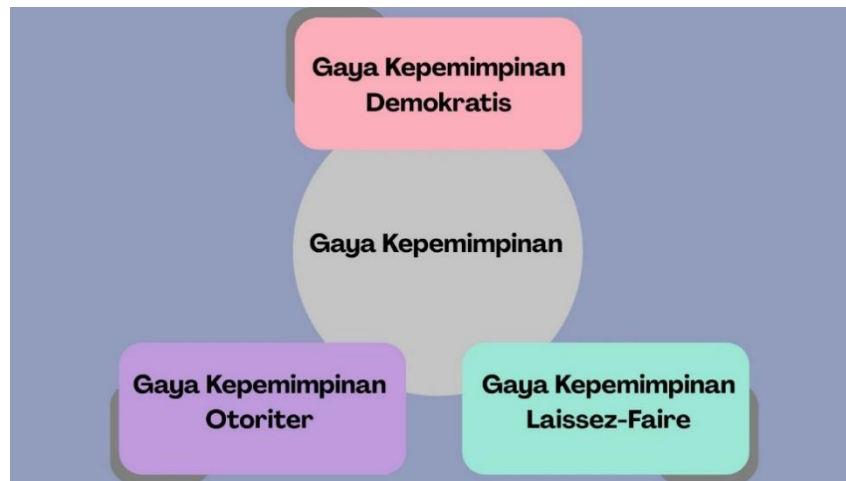 Gaya Kepemimpinan
Demokratis
Gaya Kepemimpinan
Gaya Kepemimpinan
Otoriter
Gaya Kepemimpinan
Laissez-Faire